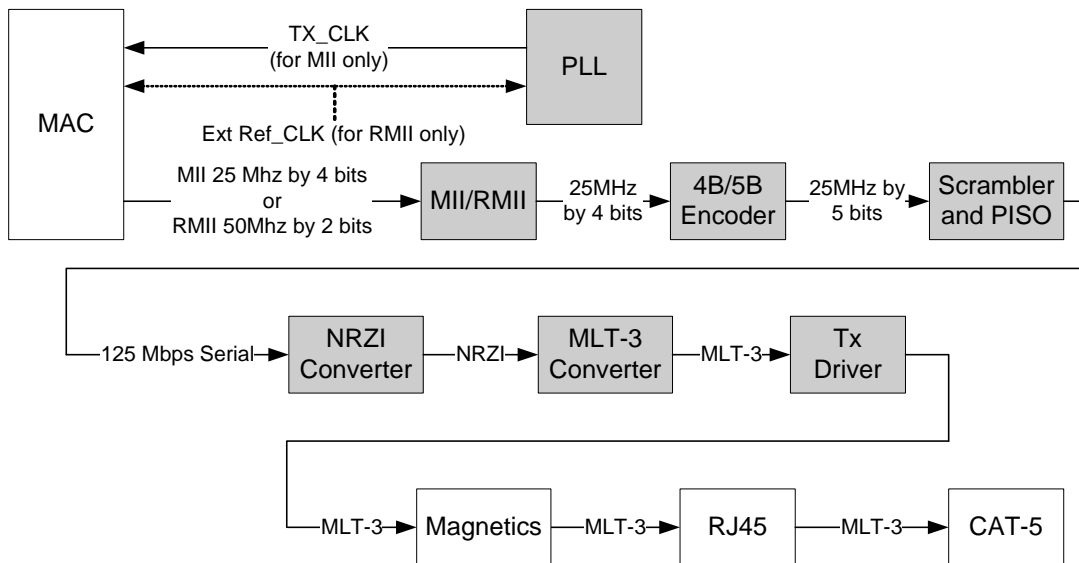 TX_CLK
(for MII only)
PLL
MAC
Ext Ref_CLK (for RMII only)
MII 25 Mhz by 4 bits
or
RMII 50Mhz by 2 bits
MII/RMII
25MHz
by 4 bits
4B/5B
Encoder
25MHz by
5 bits
Scrambler
and PISO
125 Mbps Serial
NRZI
Converter
NRZI
MLT-3
Converter
MLT-3
Tx
Driver
MLT-3
Magnetics
MLT-3
RJ45
MLT-3
CAT-5